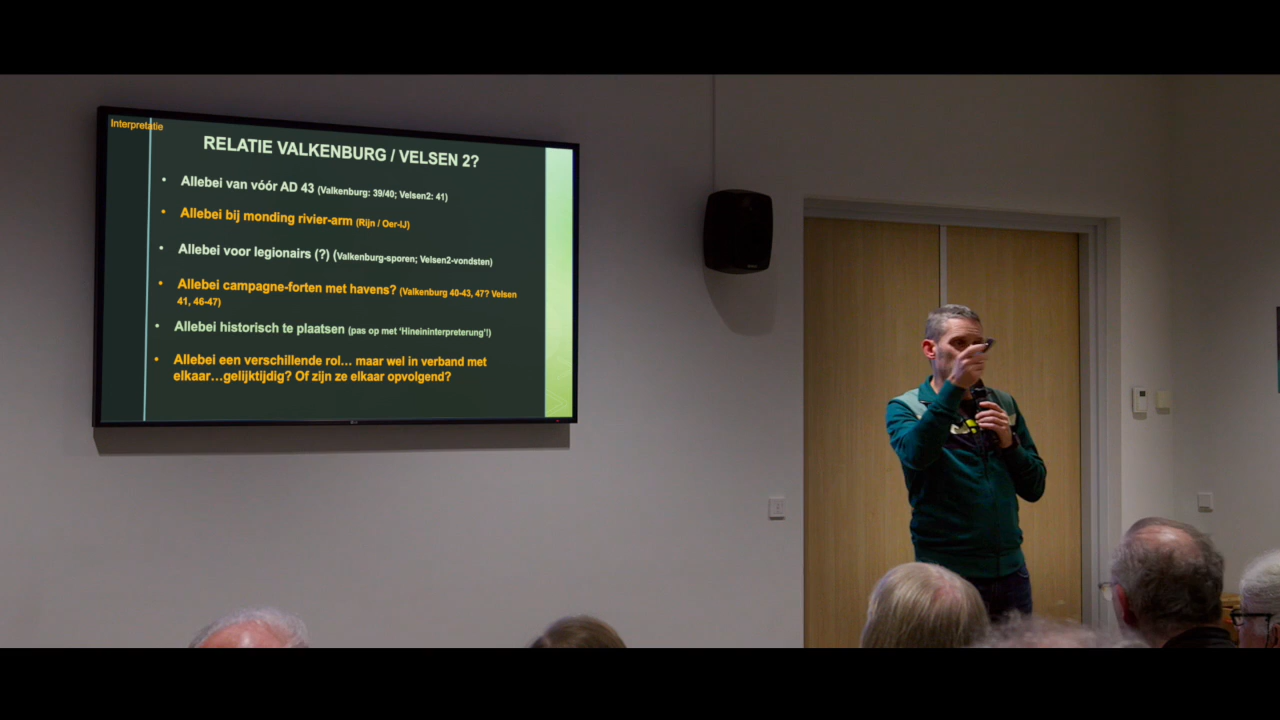 Interpretatie
RELATIE VALKENBURG / VELSEN 2?
• Allebei van vóór AD 43 (Valkenburg: 39/40; Velsen2: 41)
• Allebei bij monding rivier-arm (Rijn / Oer-IJ)
• Allebei voor legionairs (?) (Valkenburg-sporen; Velsen2-vondsten)
• Allebei campagne-forten met havens? (Valkenburg 40-43, 47? Velsen
41, 46-47)
• Allebei historisch te plaatsen (pas op met ‘Hineininterpreterung’!)
• Allebei een verschillende rol... maar wel in verband met
elkaar...gelijktijdig? Of zijn ze elkaar opvolgend?